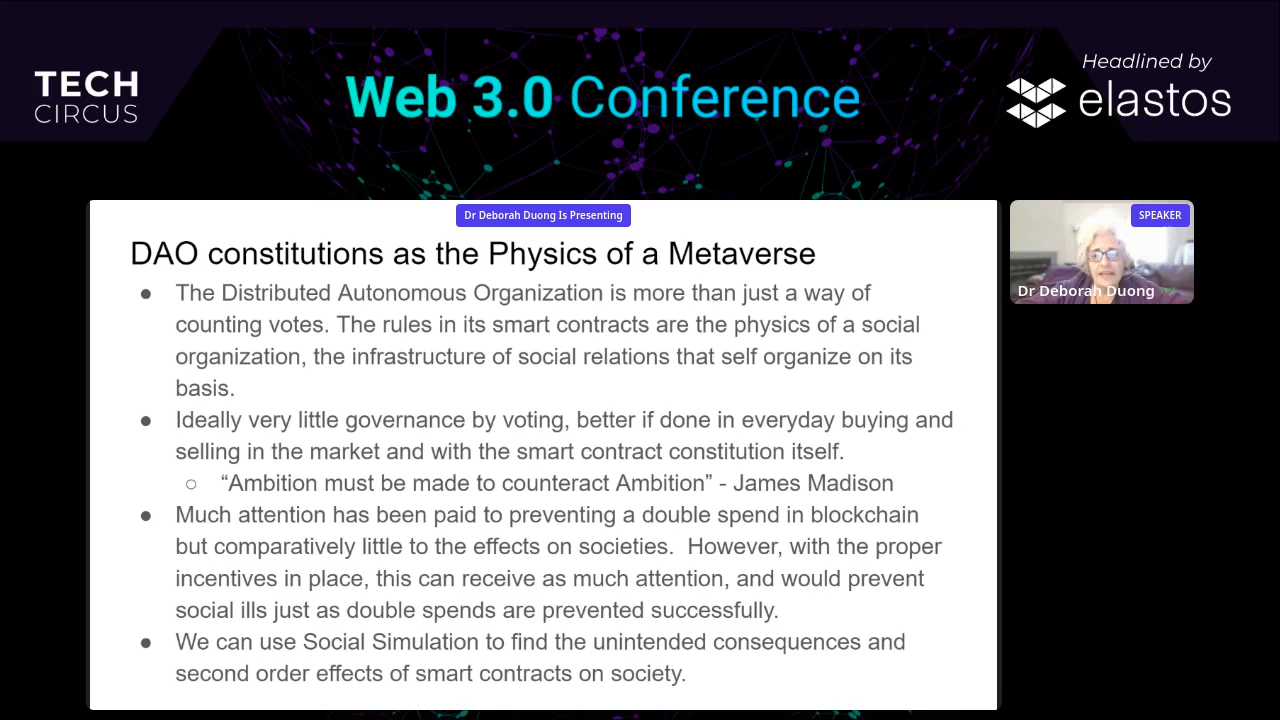 TECH
CIRCUS
Web 3.0 Conference
Headlined by
elastos
Dr Deborah Duong Is Presenting
SPEAKER
Dr Deborah Duong
DAO constitutions as the Physics of a Metaverse
● The Distributed Autonomous Organization is more than just a way of
counting votes. The rules in its smart contracts are the physics of a social
organization, the infrastructure of social relations that self organize on its
basis.
● Ideally very little governance by voting, better if done in everyday buying and
selling in the market and with the smart contract constitution itself.
○ “Ambition must be made to counteract Ambition” - James Madison
● Much attention has been paid to preventing a double spend in blockchain
but comparatively little to the effects on societies.  However, with the proper
incentives in place, this can receive as much attention, and would prevent
social ills just as double spends are prevented successfully.
● We can use Social Simulation to find the unintended consequences and
second order effects of smart contracts on society.